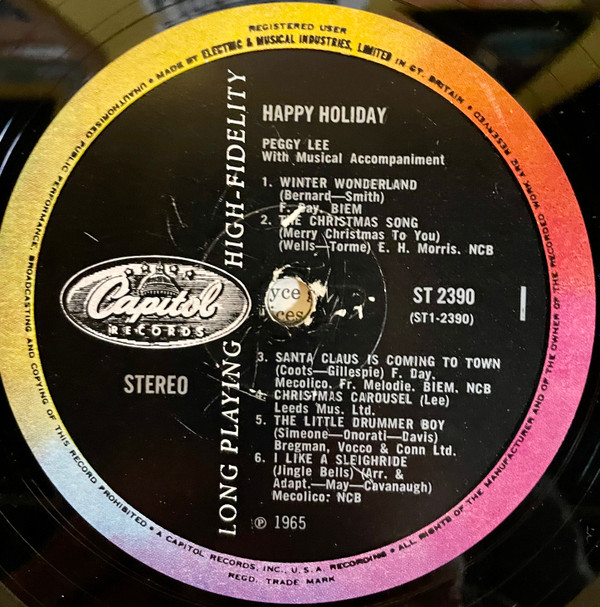 REGISTERED USER
• MADE BY ELECTRIC & MUSICAL INDUSTRIES, LIMITED IN GT. BRITAIN •
RESERVED
HAPPY HOLIDAY
PEGGY LEE
With Musical Accompaniment
1. WINTER WONDERLAND
(Bernard—Smith)
F. Day. BIEM
2. THE CHRISTMAS SONG
(Merry Christmas To You)
(Wells—Torme) E. H. Morris. NCB
Capitol
RECORDS
yce
ces
ST 2390
(ST1-2390)
1
STEREO
LONG PLAYING HIGH-FIDELITY
3. SANTA CLAUS IS COMING TO TOWN
(Coots—Gillespie) F. Day.
Mecolico. Fr. Melodie. BIEM. NCB
4. CHRISTMAS CAROUSEL (Lee)
Leeds Mus. Ltd.
5. THE LITTLE DRUMMER BOY
(Simeone—Onorati—Davis)
Bregman, Vocco & Conn Ltd.
6. I LIKE A SLEIGHRIDE
(Jingle Bells) (Arr. &
Adapt.—May—Cavanaugh)
Mecolico: NCB
℗ 1965
UNAUTHORISED PUBLIC PERFORMANCE, BROADCASTING AND COPYING OF THIS RECORD PROHIBITED • A CAPITOL RECORDS, INC., U.S.A. RECORDING • ALL RIGHTS OF THE MANUFACTURER AND OF THE OWNER OF THE RECORDED WORK ARE
REGD. TRADE MARK